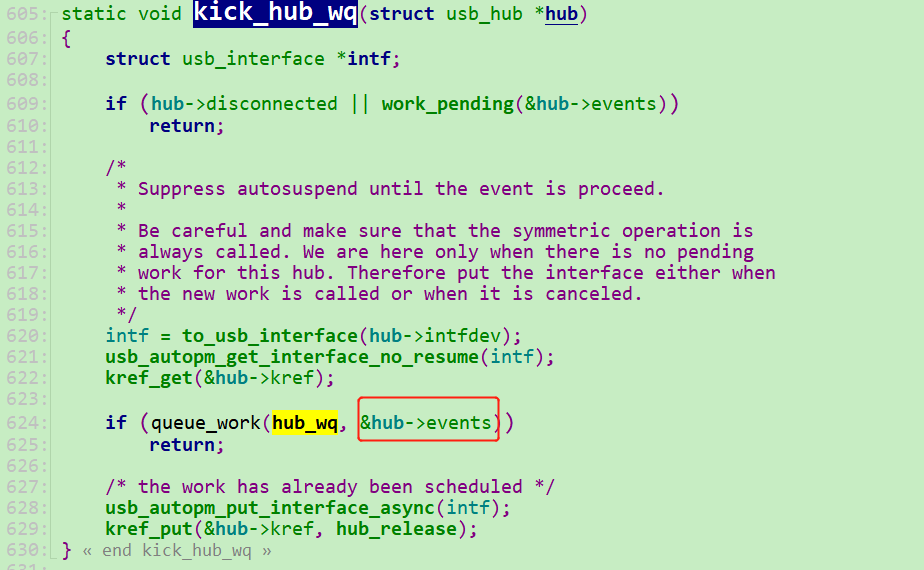 605: static void kick_hub_wq(struct usb_hub *hub)
606: {
607:     struct usb_interface *intf;
608:
609:     if (hub->disconnected || work_pending(&hub->events))
610:         return;
611:
612:     /*
613:      * Suppress autosuspend until the event is proceed.
614:      *
615:      * Be careful and make sure that the symmetric operation is
616:      * always called. We are here only when there is no pending
617:      * work for this hub. Therefore put the interface either when
618:      * the new work is called or when it is canceled.
619:      */
620:     intf = to_usb_interface(hub->intfdev);
621:     usb_autopm_get_interface_no_resume(intf);
622:     kref_get(&hub->kref);
623:
624:     if (queue_work(hub_wq, &hub->events))
625:         return;
626:
627:     /* the work has already been scheduled */
628:     usb_autopm_put_interface_async(intf);
629:     kref_put(&hub->kref, hub_release);
630: } « end kick_hub_wq »
631: